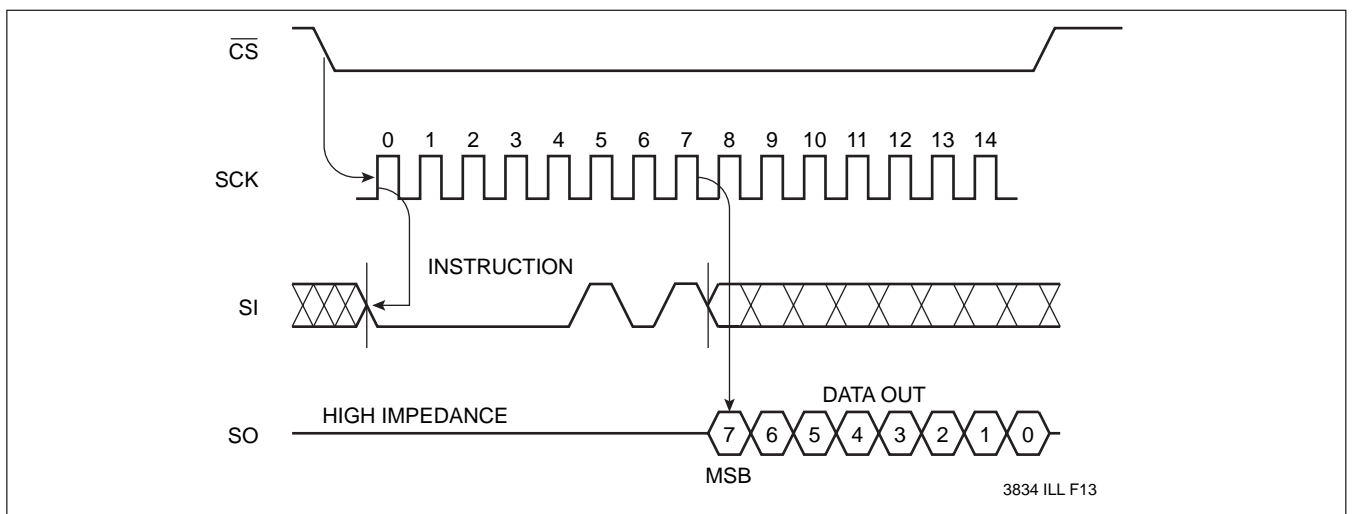 CS
0 1 2 3 4 5 6 7 8 9 10 11 12 13 14
SCK
INSTRUCTION
SI
DATA OUT
HIGH IMPEDANCE
SO
7 6 5 4 3 2 1 0
MSB
3834 ILL F13